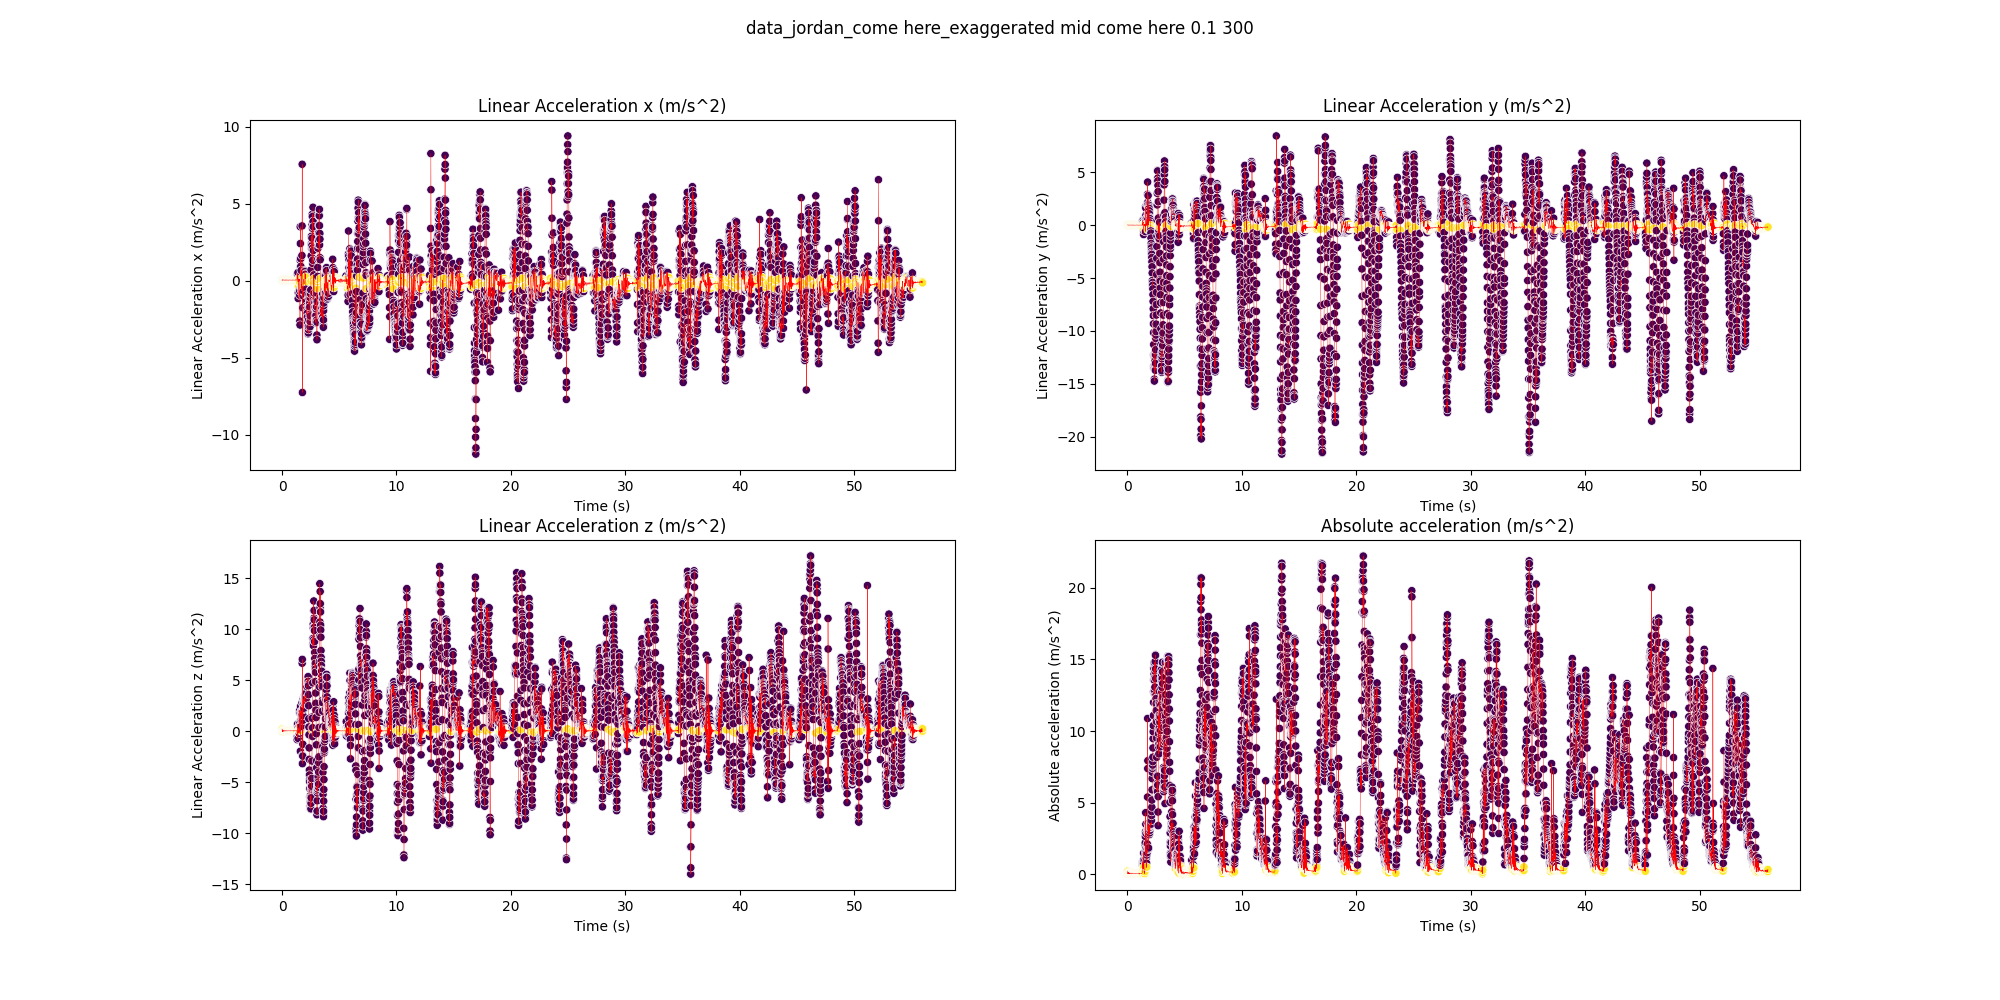 data_jordan_come here_exaggerated mid come here 0.1 300
Linear Acceleration x (m/s^2)
Linear Acceleration x (m/s^2)
10
5
0
−5
−10
0 10 20 30 40 50
Time (s)
Linear Acceleration y (m/s^2)
Linear Acceleration y (m/s^2)
5
0
−5
−10
−15
−20
0 10 20 30 40 50
Time (s)
Linear Acceleration z (m/s^2)
Linear Acceleration z (m/s^2)
15
10
5
0
−5
−10
−15
0 10 20 30 40 50
Time (s)
Absolute acceleration (m/s^2)
Absolute acceleration (m/s^2)
20
15
10
5
0
0 10 20 30 40 50
Time (s)